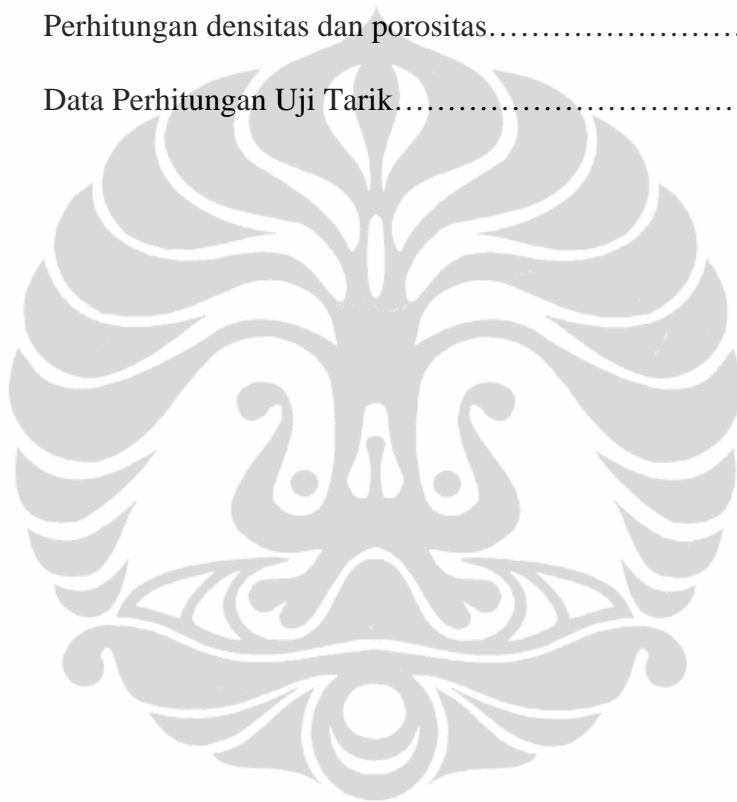 Perhitungan densitas dan porositas……………………..
Data Perhitungan Uji Tarik……………………………